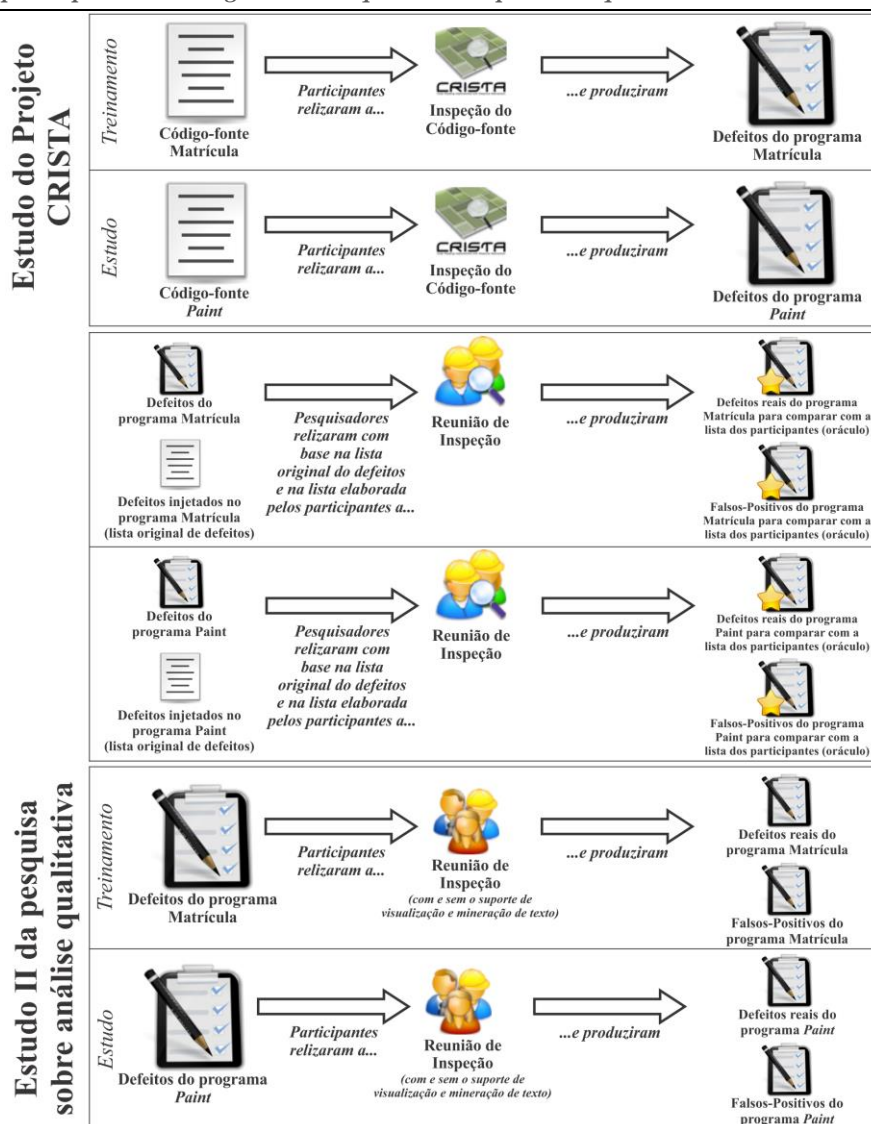 Estudo do Projeto
CRISTA
Treinamento
Código-fonte
Matrícula
Participantes
relizaram a...
CRISTA
Inspeção do
Código-fonte
...e produziram
Defeitos do programa
Matrícula
Estudo
Código-fonte
Paint
Participantes
relizaram a...
CRISTA
Inspeção do
Código-fonte
...e produziram
Defeitos do programa
Paint
Defeitos do
programa Matrícula
Defeitos injetados no
programa Matrícula
(lista original de defeitos)
Pesquisadores
relizaram com
base na lista
original do defeitos
e na lista elaborada
pelos participantes a...
Reunião de
Inspeção
...e produziram
Defeitos reais do programa
Matrícula para comparar com a
lista dos participantes (oráculo)
Falsos-Positivos do programa
Matrícula para comparar com a
lista dos participantes (oráculo)
Defeitos do
programa Paint
Defeitos injetados no
programa Paint
(lista original de defeitos)
Pesquisadores
relizaram com
base na lista
original do defeitos
e na lista elaborada
pelos participantes a...
Reunião de
Inspeção
...e produziram
Defeitos reais do programa
Paint para comparar com a
lista dos participantes (oráculo)
Falsos-Positivos do programa
Paint para comparar com a
lista dos participantes (oráculo)
Estudo II da pesquisa
sobre análise qualitativa
Treinamento
Defeitos do programa
Matrícula
Participantes
relizaram a...
Reunião de
Inspeção
(com e sem o suporte de
visualização e mineração de texto)
...e produziram
Defeitos reais do
programa Matrícula
Falsos-Positivos do
programa Matrícula
Estudo
Defeitos do programa
Paint
Participantes
relizaram a...
Reunião de
Inspeção
(com e sem o suporte de
visualização e mineração de texto)
...e produziram
Defeitos reais do
programa Paint
Falsos-Positivos do
programa Paint